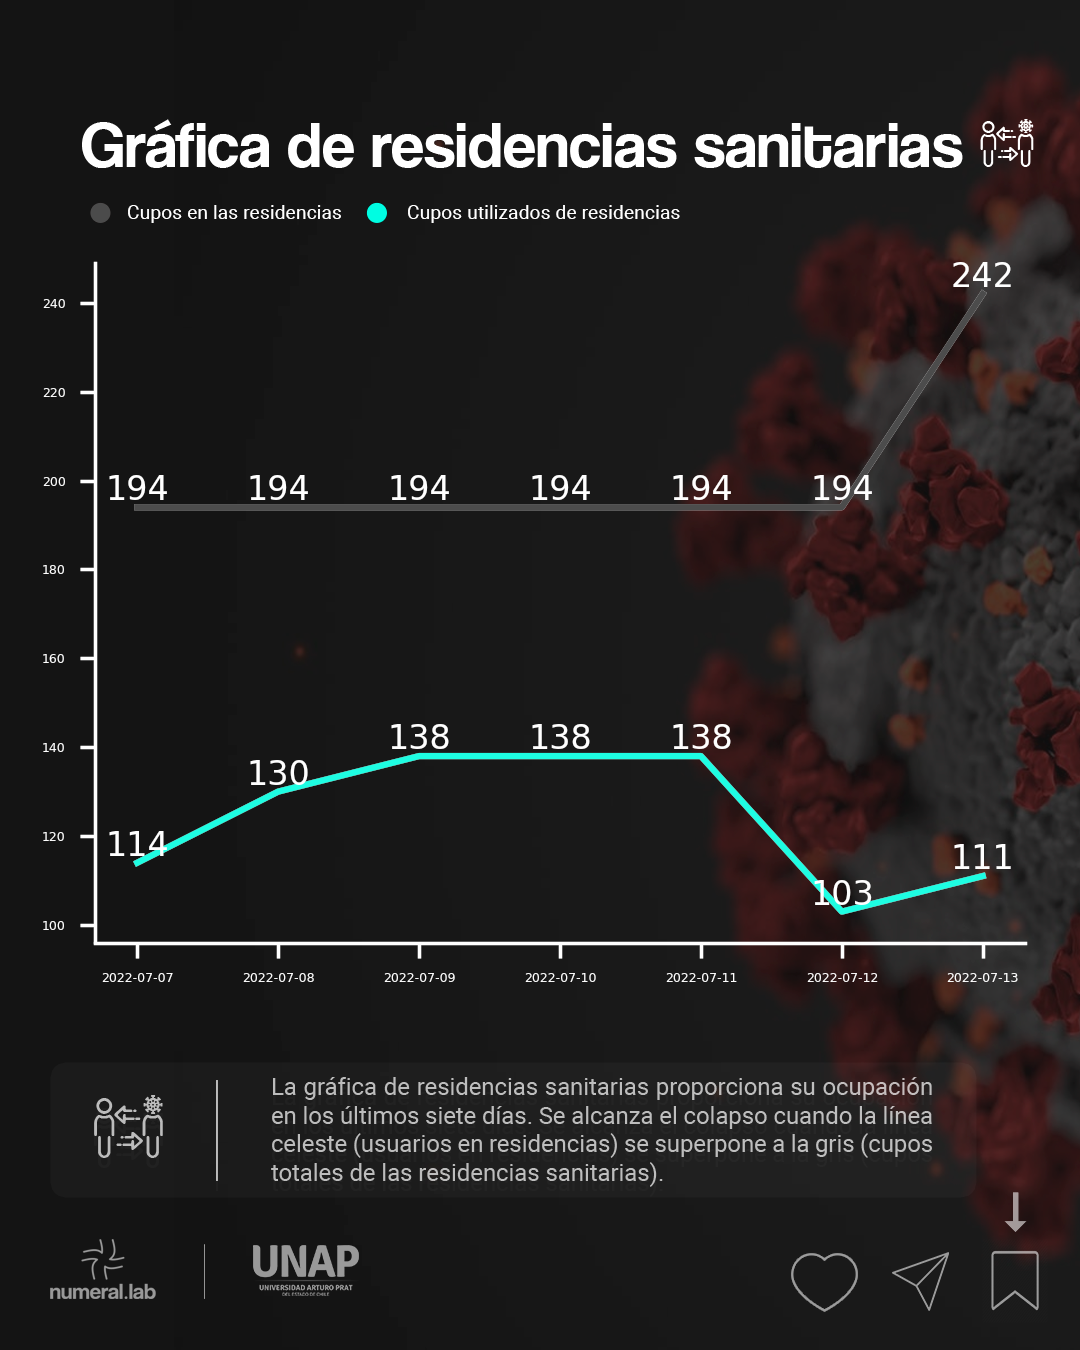 Gráfica de residencias sanitarias
Cupos en las residencias
Cupos utilizados de residencias
242
240
220
200
194 194 194 194 194 194
180
160
140
138 138 138
130
120
114
111
103
100
2022-07-07 2022-07-08 2022-07-09 2022-07-10 2022-07-11 2022-07-12 2022-07-13
La gráfica de residencias sanitarias proporciona su ocupación
en los últimos siete días. Se alcanza el colapso cuando la línea
celeste (usuarios en residencias) se superpone a la gris (cupos
totales de las residencias sanitarias).
numeral.lab
UNAP
UNIVERSIDAD ARTURO PRAT
DEL ESTADO DE CHILE